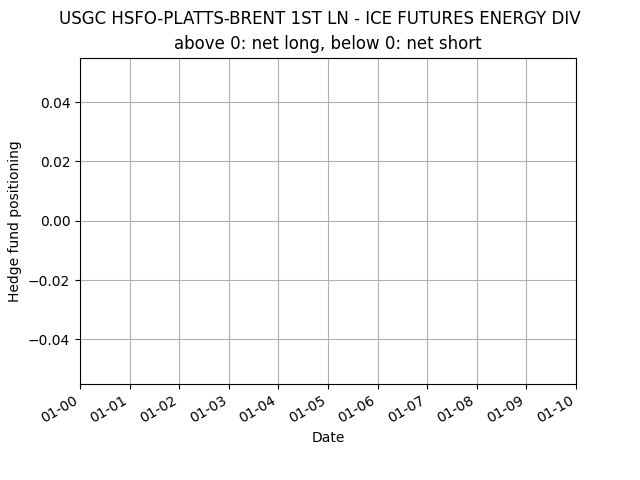 USGC HSFO-PLATTS-BRENT 1ST LN - ICE FUTURES ENERGY DIV
above 0: net long, below 0: net short
Hedge fund positioning
0.04
0.02
0.00
−0.02
−0.04
01-00 01-01 01-02 01-03 01-04 01-05 01-06 01-07 01-08 01-09 01-10
Date